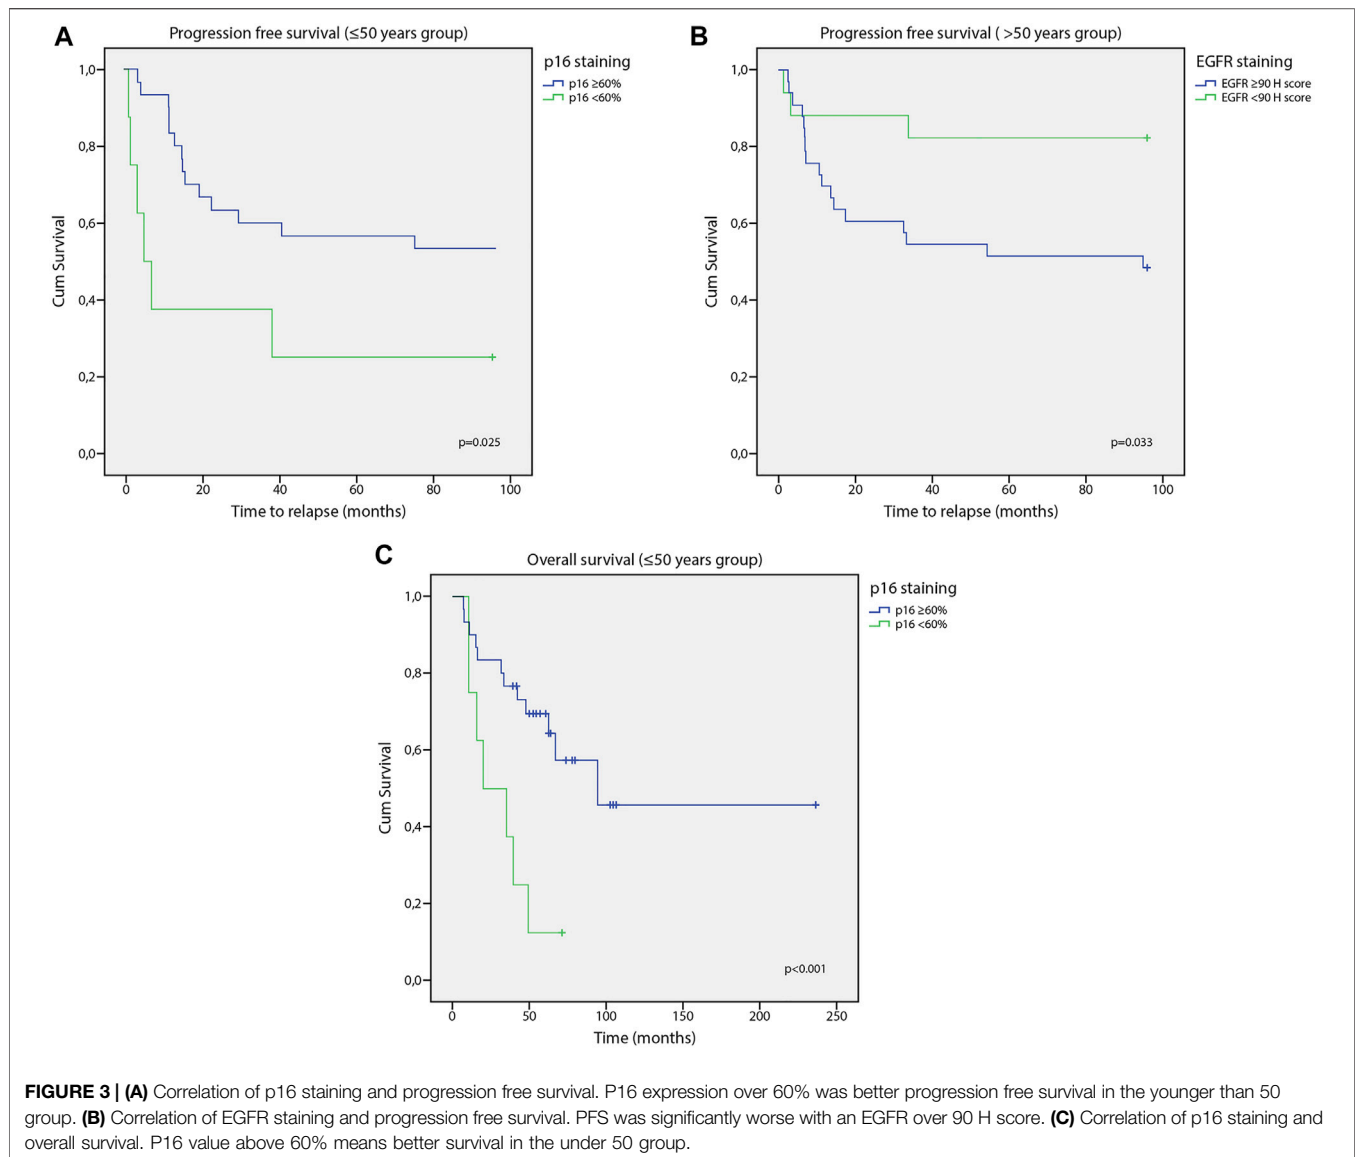 A
Progression free survival (≤50 years group)
p16 staining
p16 ≥60%
p16 <60%
1,0
0,8
0,6
0,4
0,2
0,0
Cum Survival
p=0.025
0 20 40 60 80 100
Time to relapse (months)
B
Progression free survival ( >50 years group)
EGFR staining
EGFR ≥90 H score
EGFR <90 H score
1,0
0,8
0,6
0,4
0,2
0,0
Cum Survival
p=0.033
0 20 40 60 80 100
Time to relapse (months)
C
Overall survival (≤50 years group)
p16 staining
p16 ≥60%
p16 <60%
1,0
0,8
0,6
0,4
0,2
0,0
Cum Survival
p<0.001
0 50 100 150 200 250
Time (months)
FIGURE 3 | (A) Correlation of p16 staining and progression free survival. P16 expression over 60% was better progression free survival in the younger than 50
group. (B) Correlation of EGFR staining and progression free survival. PFS was significantly worse with an EGFR over 90 H score. (C) Correlation of p16 staining and
overall survival. P16 value above 60% means better survival in the under 50 group.